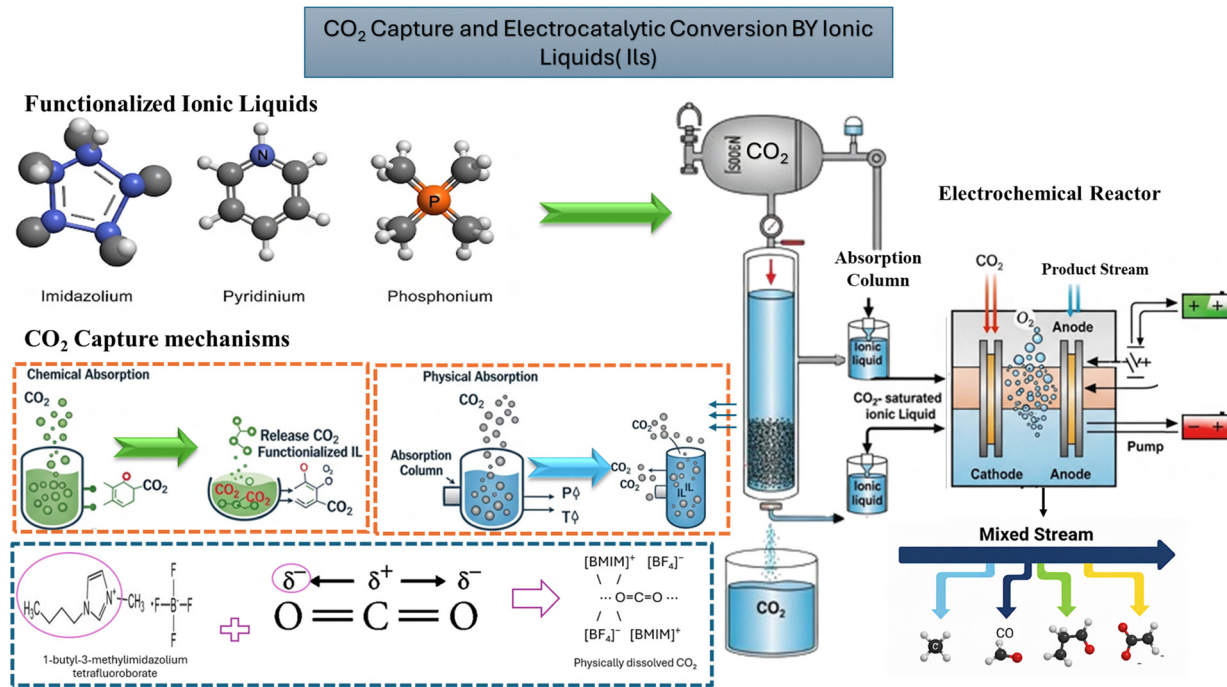 CO₂ Capture and Electrocatalytic Conversion BY Ionic
Liquids( Ils)
Functionalized Ionic Liquids
N
P
Imidazolium
Pyridinium
Phosphonium
CO₂
Electrochemical Reactor
Absorption
Column
CO₂
Product Stream
O₂
Anode
+ +
Ionic
liquid
CO₂- saturated
ionic Liquid
Ionic
liquid
Cathode
Anode
Pump
− +
CO₂
Mixed Stream
C
CO
CO₂ Capture mechanisms
Chemical Absorption
CO₂
CO₂
Release CO₂
Functionialized IL
CO₂ CO₂
O
O₂
O₂
CO₂
Physical Absorption
CO₂
Absorption
Column
P⇧
T⇧
CO₂
CO₂
CO₂
IL IL
H₃C
N
N⁺
CH₃
F
F B⁻ F
F
1-butyl-3-methylimidazolium
tetrafluoroborate
+
δ⁻ ← δ⁺ → δ⁻
O=C=O
[BMIM]⁺ [BF₄]⁻
··· O=C=O ···
[BF₄]⁻ [BMIM]⁺
Physically dissolved CO₂